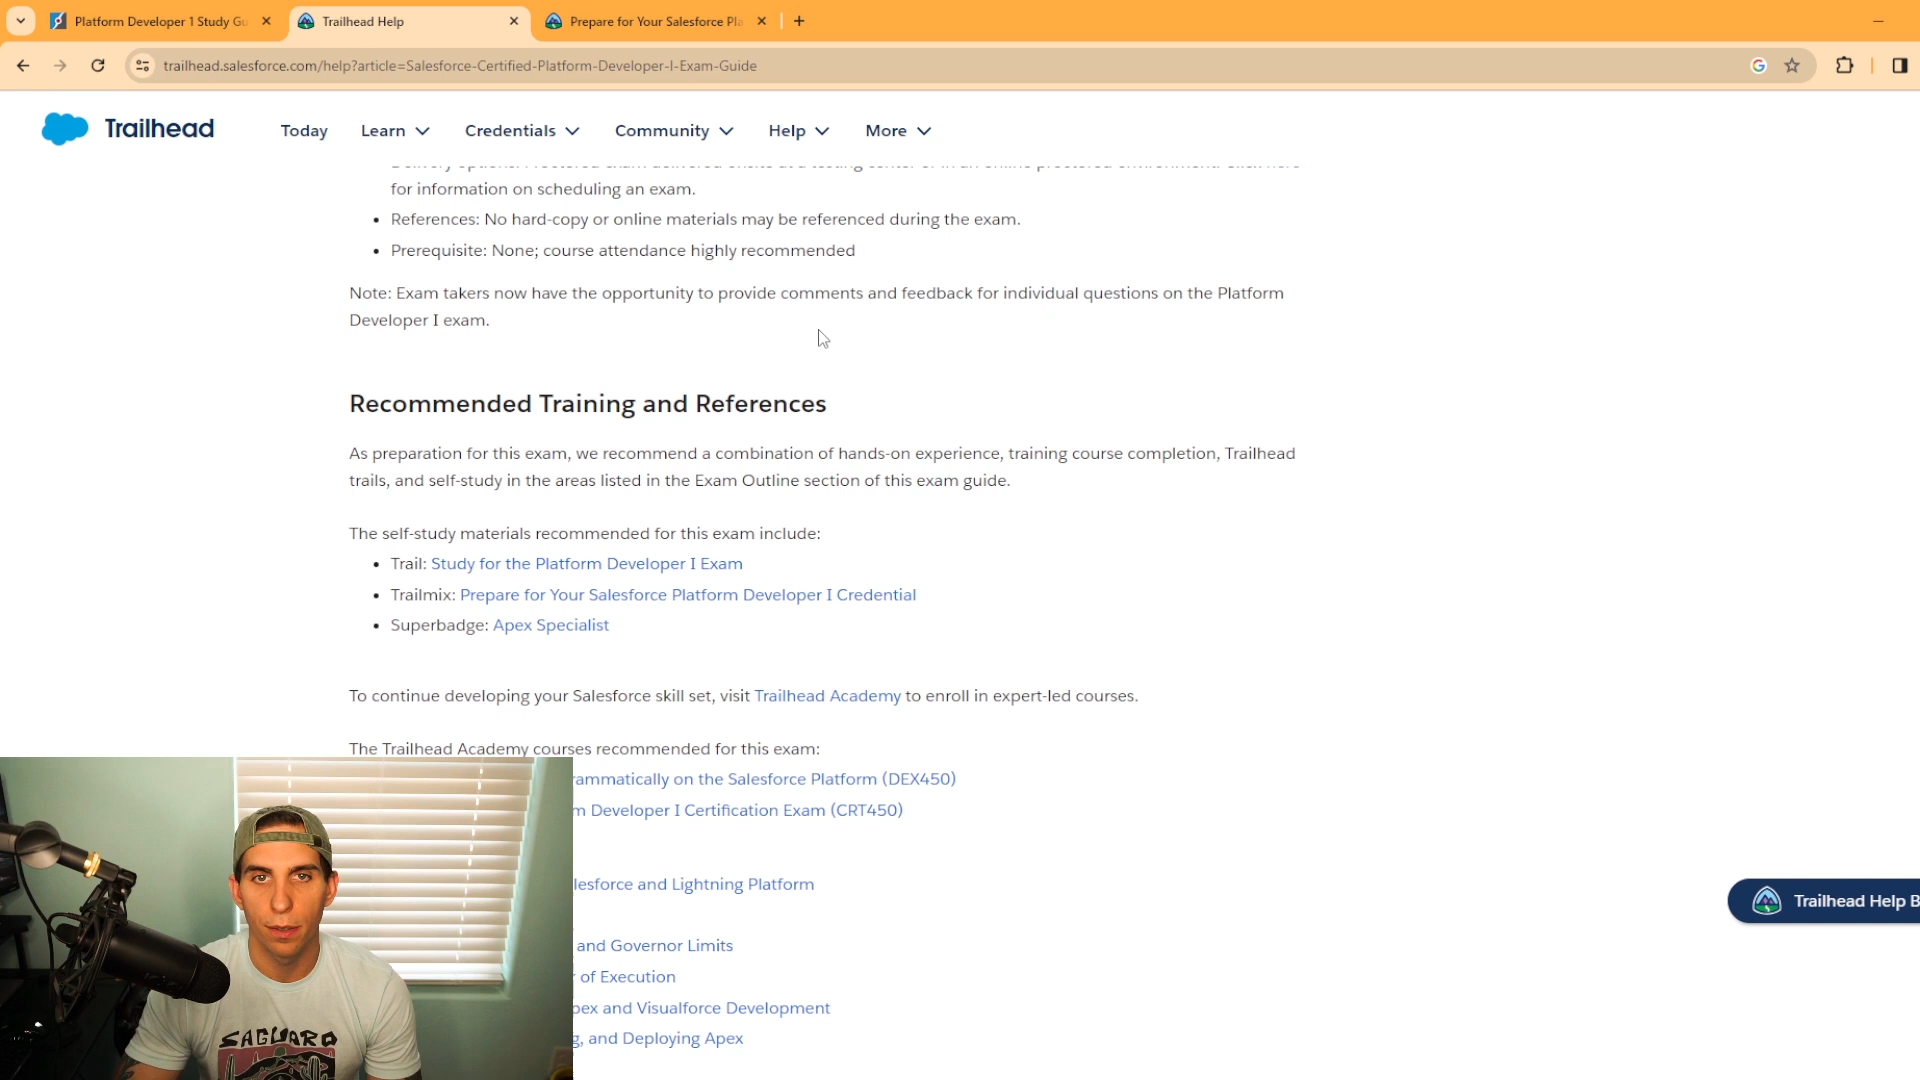 Platform Developer 1 Study Gu
Trailhead Help
Prepare for Your Salesforce Pla
trailhead.salesforce.com/help?article=Salesforce-Certified-Platform-Developer-I-Exam-Guide
Trailhead
Today
Learn
Credentials
Community
Help
More
Delivery options: Proctored exam delivered onsite at a testing center or in an online proctored environment. Click here
for information on scheduling an exam.
• References: No hard-copy or online materials may be referenced during the exam.
• Prerequisite: None; course attendance highly recommended
Note: Exam takers now have the opportunity to provide comments and feedback for individual questions on the Platform
Developer I exam.
Recommended Training and References
As preparation for this exam, we recommend a combination of hands-on experience, training course completion, Trailhead
trails, and self-study in the areas listed in the Exam Outline section of this exam guide.
The self-study materials recommended for this exam include:
• Trail: Study for the Platform Developer I Exam
• Trailmix: Prepare for Your Salesforce Platform Developer I Credential
• Superbadge: Apex Specialist
To continue developing your Salesforce skill set, visit Trailhead Academy to enroll in expert-led courses.
The Trailhead Academy courses recommended for this exam:
rammatically on the Salesforce Platform (DEX450)
m Developer I Certification Exam (CRT450)
lesforce and Lightning Platform
and Governor Limits
of Execution
pex and Visualforce Development
g, and Deploying Apex
Trailhead Help B
SAGUARO